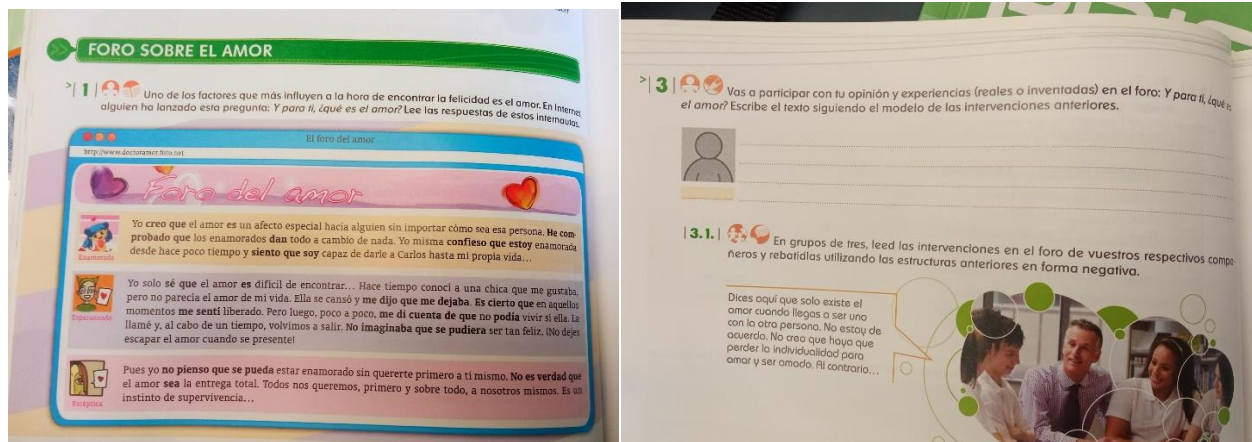 FORO SOBRE EL AMOR
>| 1 | Uno de los factores que más influyen a la hora de encontrar la felicidad es el amor. En Internet
alguien ha lanzado esta pregunta: Y para ti, ¿qué es el amor? Lee las respuestas de estos internautas.
El foro del amor
http://www.doctoramor.foro.net
Foro del amor
Yo creo que el amor es un afecto especial hacia alguien sin importar cómo sea esa persona. He com-
probado que los enamorados dan todo a cambio de nada. Yo misma confieso que estoy enamorada
desde hace poco tiempo y siento que soy capaz de darle a Carlos hasta mi propia vida...
Enamorada
Yo solo sé que el amor es difícil de encontrar... Hace tiempo conocí a una chica que me gustaba,
pero no parecía el amor de mi vida. Ella se cansó y me dijo que me dejaba. Es cierto que en aquellos
momentos me sentí liberado. Pero luego, poco a poco, me di cuenta de que no podía vivir si ella. La
llamé y, al cabo de un tiempo, volvimos a salir. No imaginaba que se pudiera ser tan feliz. ¡No dejes
escapar el amor cuando se presente!
Esperanzado
Pues yo no pienso que se pueda estar enamorado sin quererte primero a ti mismo. No es verdad que
el amor sea la entrega total. Todos nos queremos, primero y sobre todo, a nosotros mismos. Es un
instinto de supervivencia...
Escéptica
>| 3 | Vas a participar con tu opinión y experiencias (reales o inventadas) en el foro: Y para ti, ¿qué es
el amor? Escribe el texto siguiendo el modelo de las intervenciones anteriores.
| 3.1. | En grupos de tres, leed las intervenciones en el foro de vuestros respectivos compa-
ñeros y rebatidlas utilizando las estructuras anteriores en forma negativa.
Dices aquí que solo existe el
amor cuando llegas a ser uno
con la otra persona. No estoy de
acuerdo. No creo que haya que
perder la individualidad para
amar y ser amado. Al contrario...